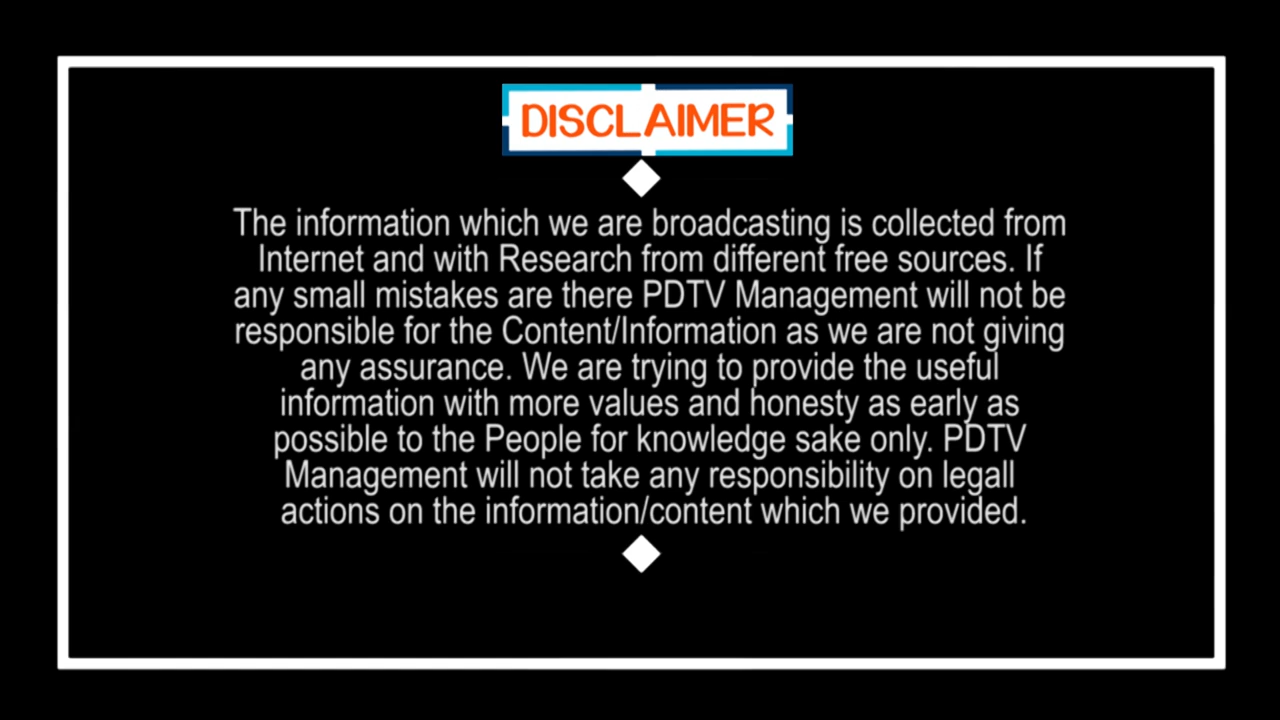 DISCLAIMER
The information which we are broadcasting is collected from
Internet and with Research from different free sources. If
any small mistakes are there PDTV Management will not be
responsible for the Content/Information as we are not giving
any assurance. We are trying to provide the useful
information with more values and honesty as early as
possible to the People for knowledge sake only. PDTV
Management will not take any responsibility on legall
actions on the information/content which we provided.